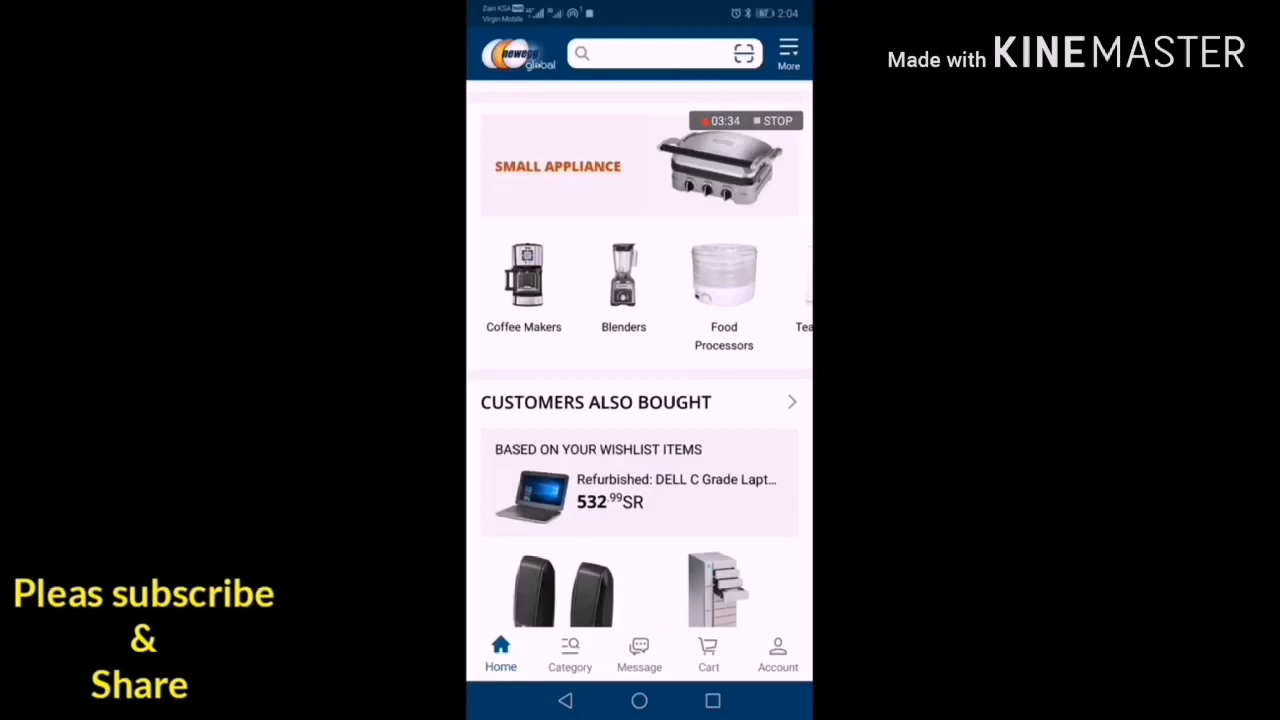 Zain KSA
Virgin Mobile
57
2:04
newegg
global
More
Made with KINEMASTER
03:34 STOP
SMALL APPLIANCE
Coffee Makers
Blenders
Food
Processors
Tea
CUSTOMERS ALSO BOUGHT
BASED ON YOUR WISHLIST ITEMS
Refurbished: DELL C Grade Lapt...
532.99SR
Pleas subscribe
&
Share
Home
Category
Message
Cart
Account